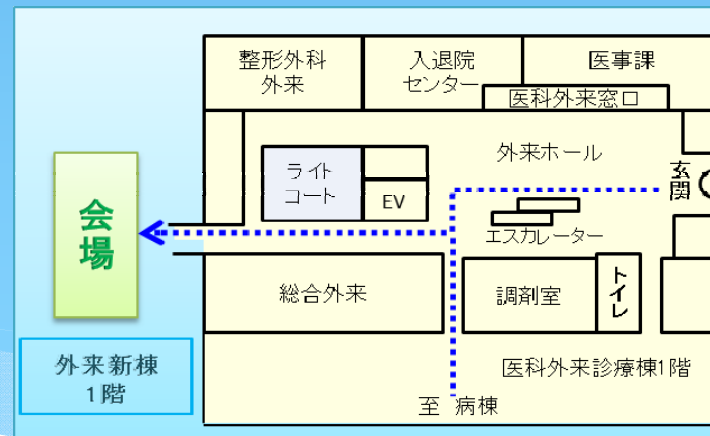 整形外科
外来
入退院
センター
医事課
医科外来窓口
外来ホール
玄関
ライト
コート
EV
エスカレーター
会場
総合外来
調剤室
トイレ
外来新棟
1階
医科外来診療棟1階
至 病棟